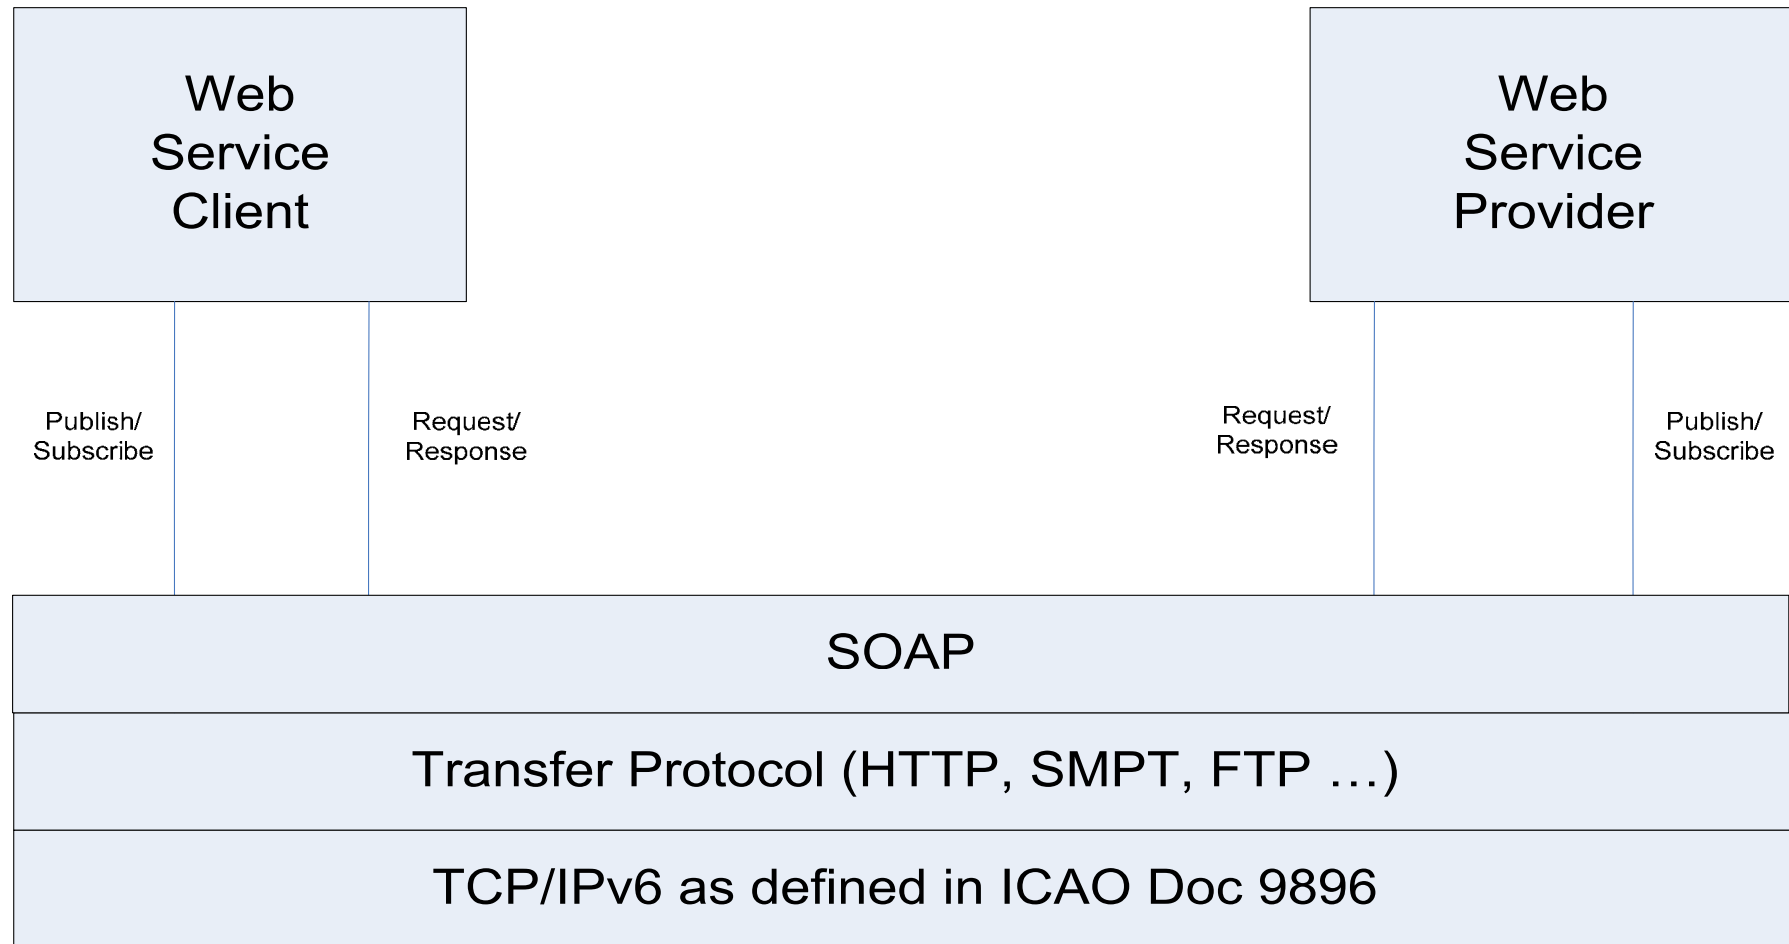 Web
Service
Client
Web
Service
Provider
Publish/
Subscribe
Request/
Response
Request/
Response
Publish/
Subscribe
SOAP
Transfer Protocol (HTTP, SMPT, FTP …)
TCP/IPv6 as defined in ICAO Doc 9896